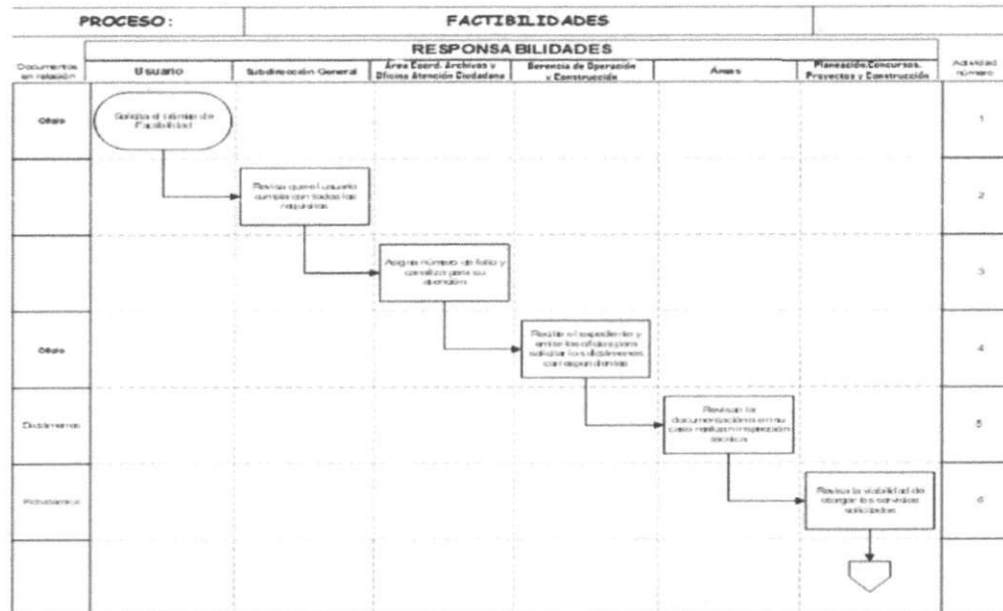 PROCESO: FACTIBILIDADES
RESPONSABILIDADES
Documentos en relación
Usuario
Subdirección General
Área Coord. Archivos y
Oficina Atención Ciudadana
Gerencia de Operación
y Construcción
Áreas
Planeación,Concursos,
Proyectos y Construcción
Actividad
número
Oficio
Solicita el trámite de
Factibilidad
1
Revisa que el usuario
cumpla con todos los
requisitos
2
Asigna número de folio y
canaliza para su
atención
3
Oficio
Recibe el expediente y
emite los oficios para
solicitar los dictámenes
correspondientes
4
Dictámenes
Revisan la
documentación o en su
caso realizan inspección
técnica
5
Revisa la viabilidad de
otorgar los servicios
solicitados
6